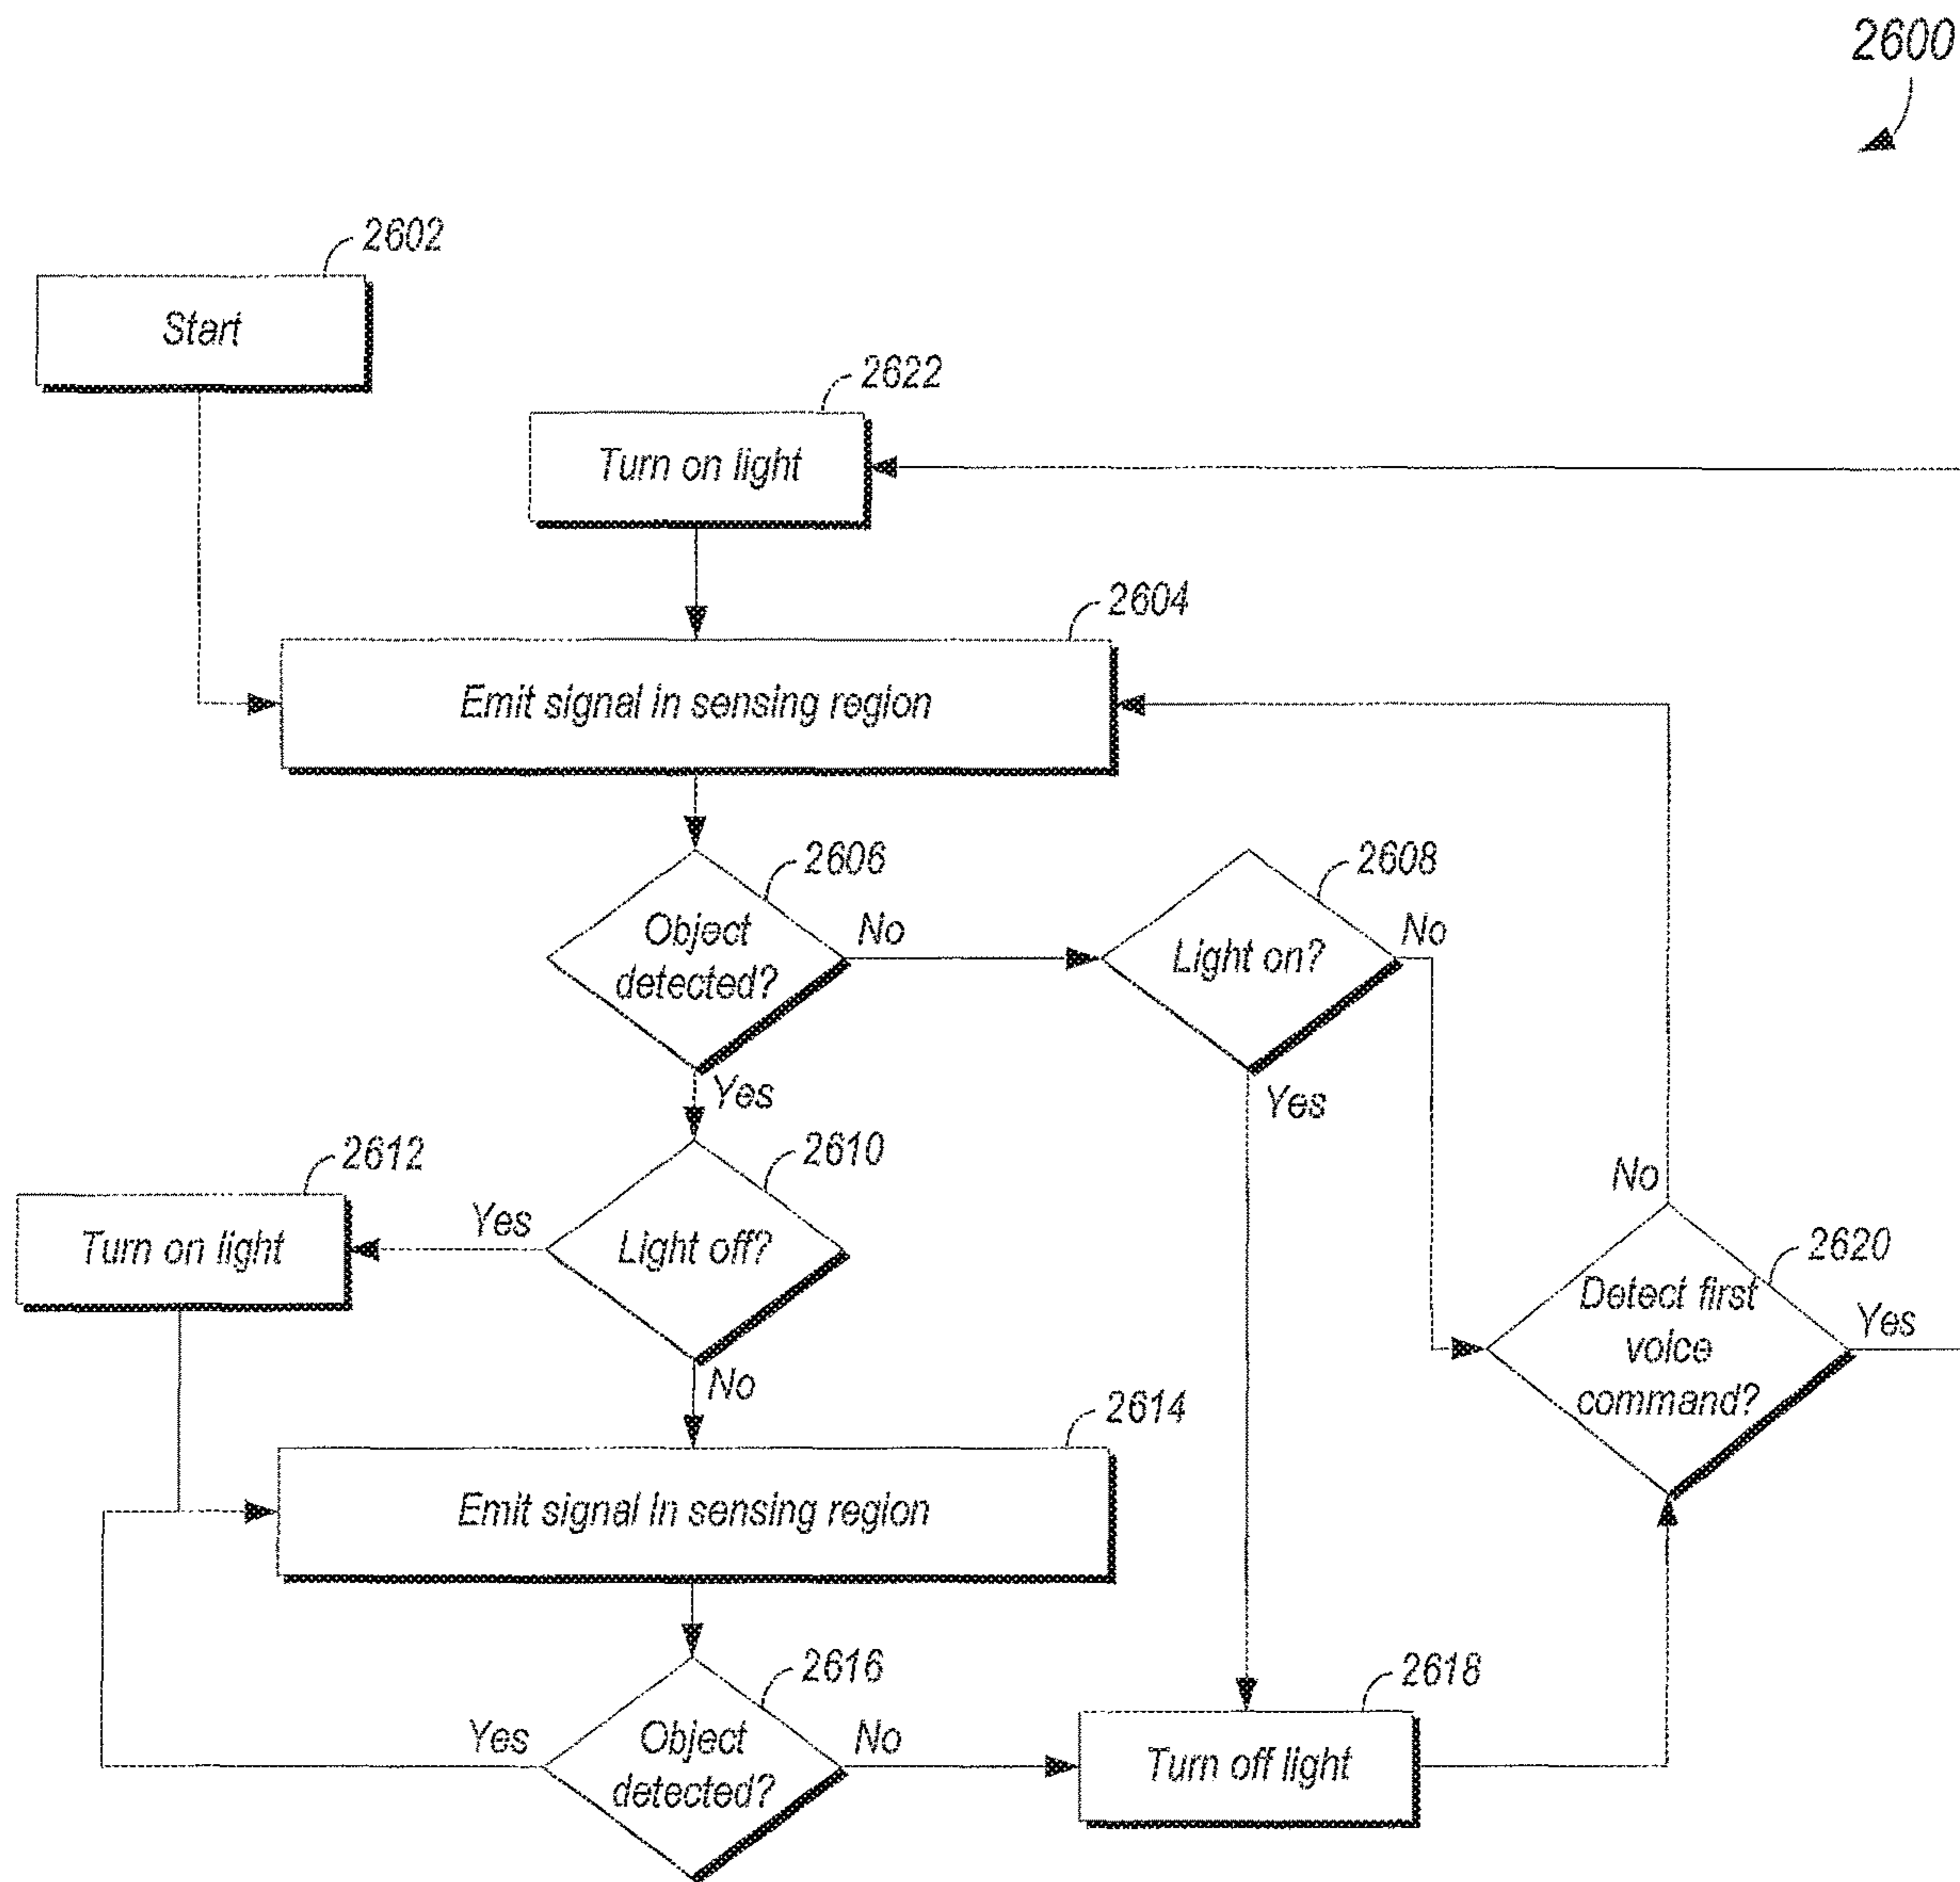 2600
2602
Start
2622
Turn on light
2604
Emit signal in sensing region
2606
Object
detected?
No
Yes
2608
Light on?
No
Yes
2610
Light off?
Yes
No
2612
Turn on light
2614
Emit signal in sensing region
2616
Object
detected?
Yes
No
2618
Turn off light
2620
Detect first
voice
command?
No
Yes